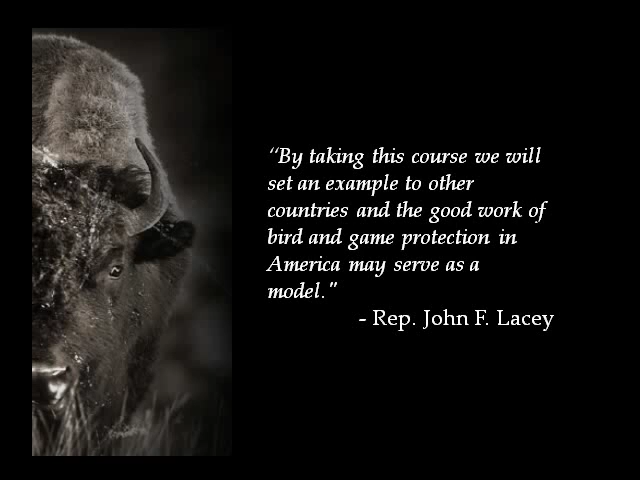 “By taking this course we will
set an example to other
countries and the good work of
bird and game protection in
America may serve as a
model."
- Rep. John F. Lacey